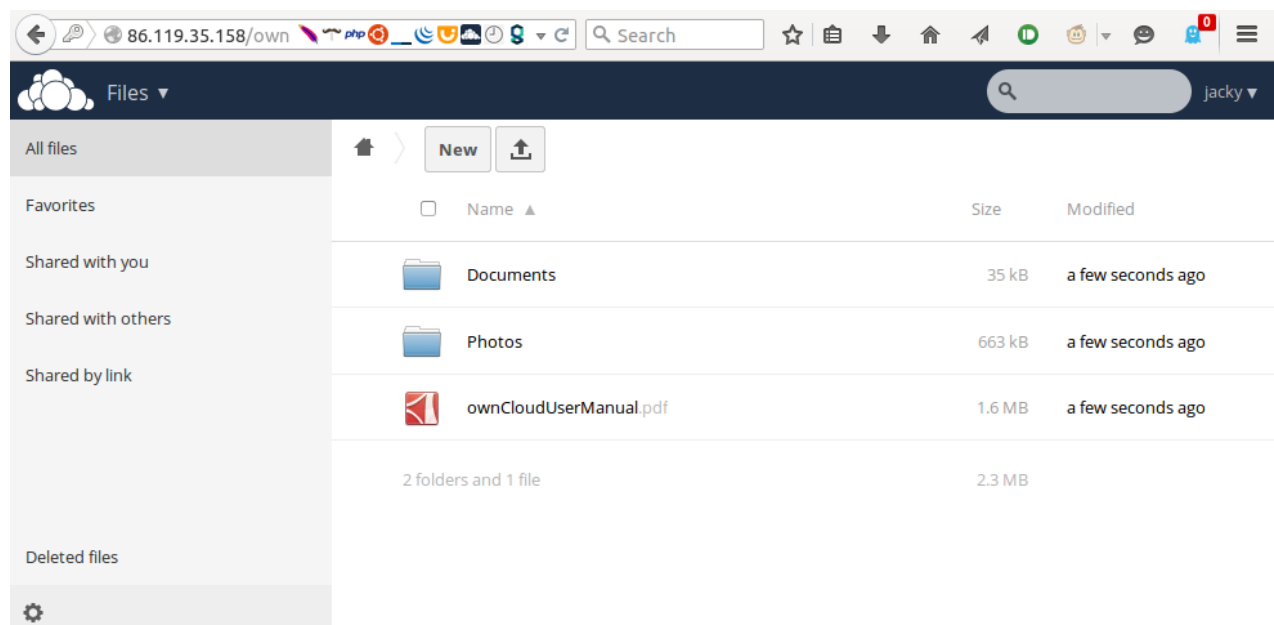 86.119.35.158/own php Search 0
Files ▾ jacky ▾
All files
New
Favorites
Name ▲ Size Modified
Shared with you
Documents 35 kB a few seconds ago
Shared with others
Photos 663 kB a few seconds ago
Shared by link
ownCloudUserManual.pdf 1.6 MB a few seconds ago
2 folders and 1 file 2.3 MB
Deleted files